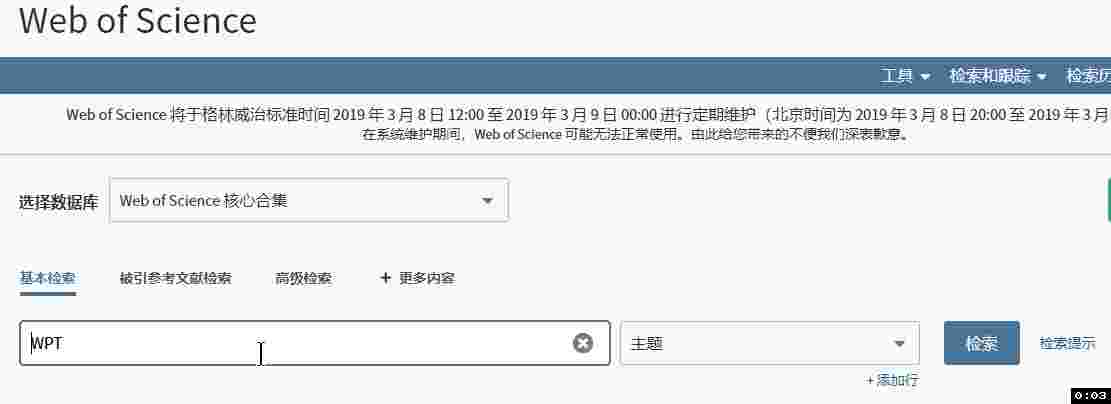 Web of Science
工具 检索和跟踪 检索历
Web of Science 将于格林威治标准时间 2019 年 3 月 8 日 12:00 至 2019 年 3 月 9 日 00:00 进行定期维护（北京时间为 2019 年 3 月 8 日 20:00 至 2019 年 3 月
在系统维护期间，Web of Science 可能无法正常使用。由此给您带来的不便我们深表歉意。
选择数据库 Web of Science 核心合集
基本检索 被引参考文献检索 高级检索 + 更多内容
WPT 主题 检索 检索提示
+ 添加行
0:03